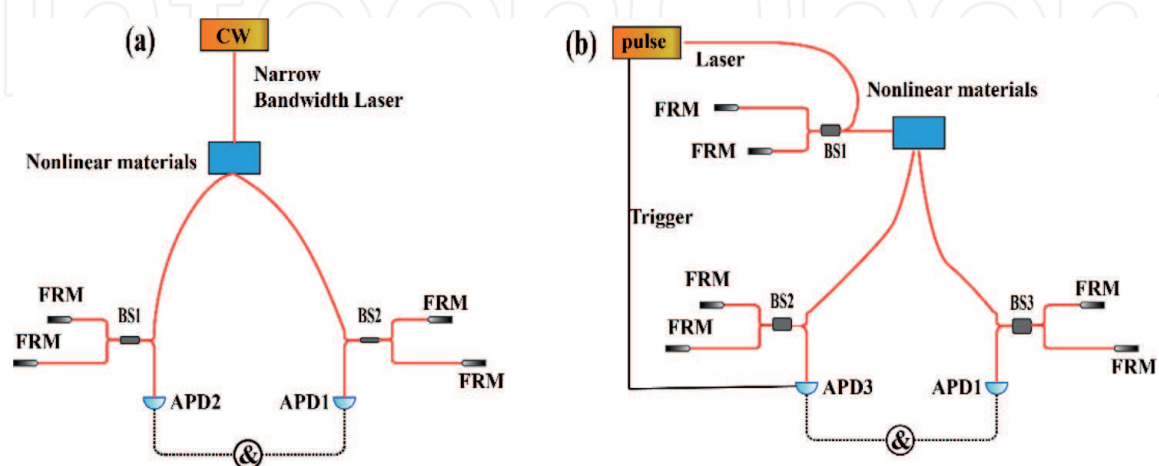 (a)
CW
Narrow
Bandwidth Laser
Nonlinear materials
FRM
BS1
FRM
BS2
FRM
FRM
APD2
APD1
&
(b)
pulse
Laser
Nonlinear materials
FRM
FRM
BS1
Trigger
FRM
BS2
FRM
BS3
FRM
FRM
APD3
APD1
&